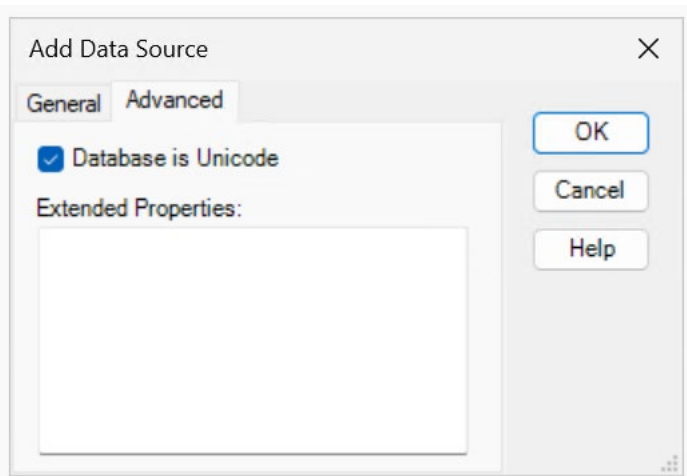 Add Data Source
General Advanced
Database is Unicode
Extended Properties:
OK
Cancel
Help